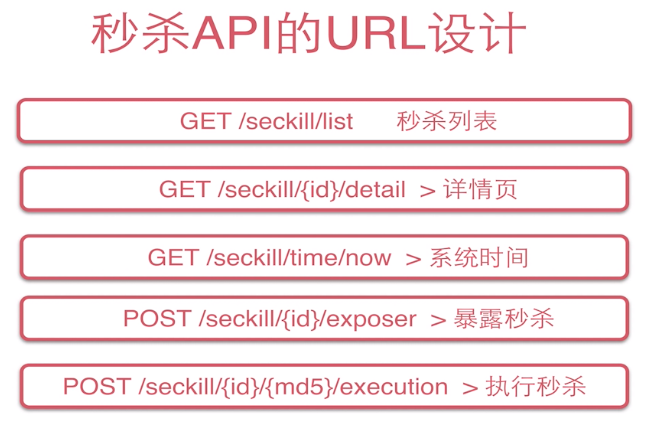 秒杀API的URL设计
GET /seckill/list 秒杀列表
GET /seckill/{id}/detail > 详情页
GET /seckill/time/now > 系统时间
POST /seckill/{id}/exposer > 暴露秒杀
POST /seckill/{id}/{md5}/execution > 执行秒杀